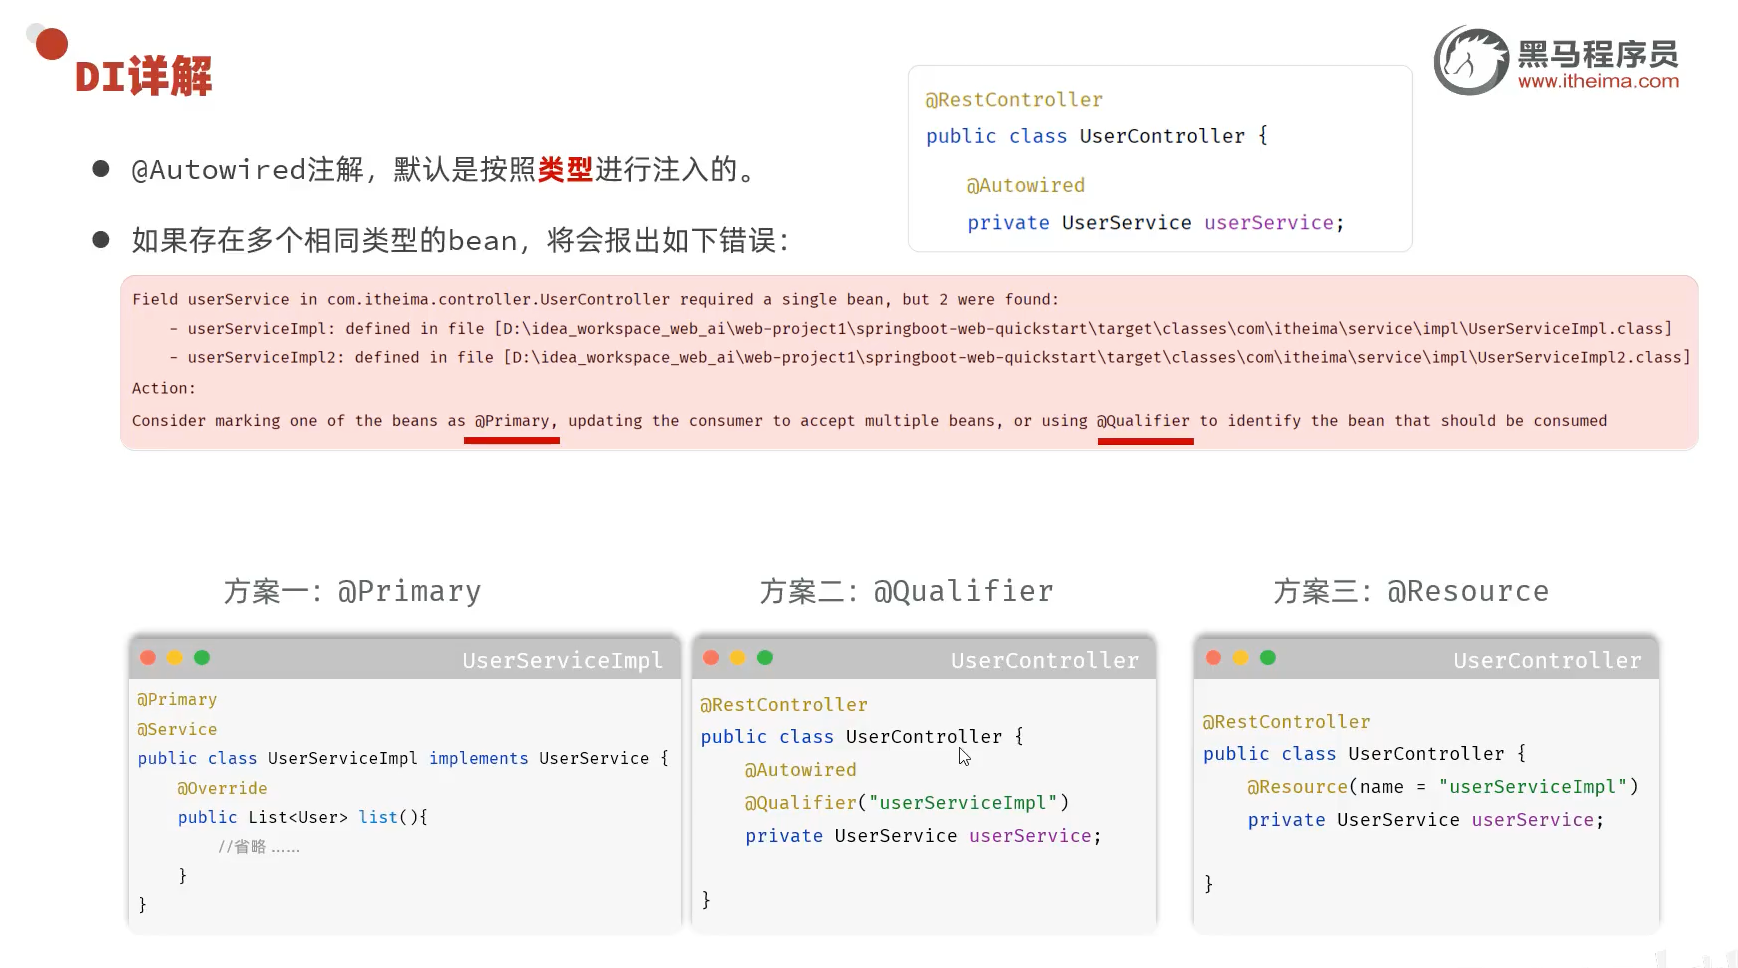 DI详解
黑马程序员
www.itheima.com
@Autowired注解，默认是按照类型进行注入的。
如果存在多个相同类型的bean，将会报出如下错误：
@RestController
public class UserController {
@Autowired
private UserService userService;
Field userService in com.itheima.controller.UserController required a single bean, but 2 were found:
- userServiceImpl: defined in file [D:\idea_workspace_web_ai\web-project1\springboot-web-quickstart\target\classes\com\itheima\service\impl\UserServiceImpl.class]
- userServiceImpl2: defined in file [D:\idea_workspace_web_ai\web-project1\springboot-web-quickstart\target\classes\com\itheima\service\impl\UserServiceImpl2.class]
Action:
Consider marking one of the beans as @Primary, updating the consumer to accept multiple beans, or using @Qualifier to identify the bean that should be consumed
方案一：@Primary
UserServiceImpl
@Primary
@Service
public class UserServiceImpl implements UserService {
@Override
public List<User> list(){
//省略 ......
}
}
方案二：@Qualifier
UserController
@RestController
public class UserController {
@Autowired
@Qualifier("userServiceImpl")
private UserService userService;
}
方案三：@Resource
UserController
@RestController
public class UserController {
@Resource(name = "userServiceImpl")
private UserService userService;
}